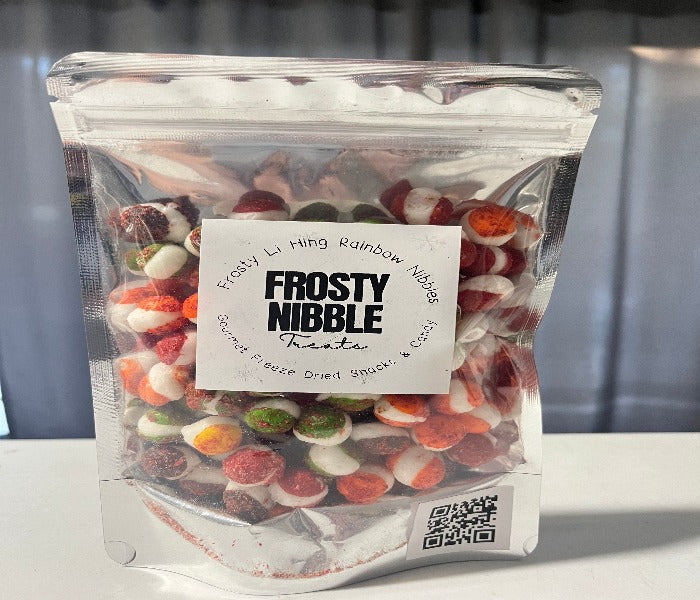 Frosty Li Hing Rainbow Nibbles
FROSTY
NIBBLE
Treats
Gourmet Freeze Dried Snacks & Candy